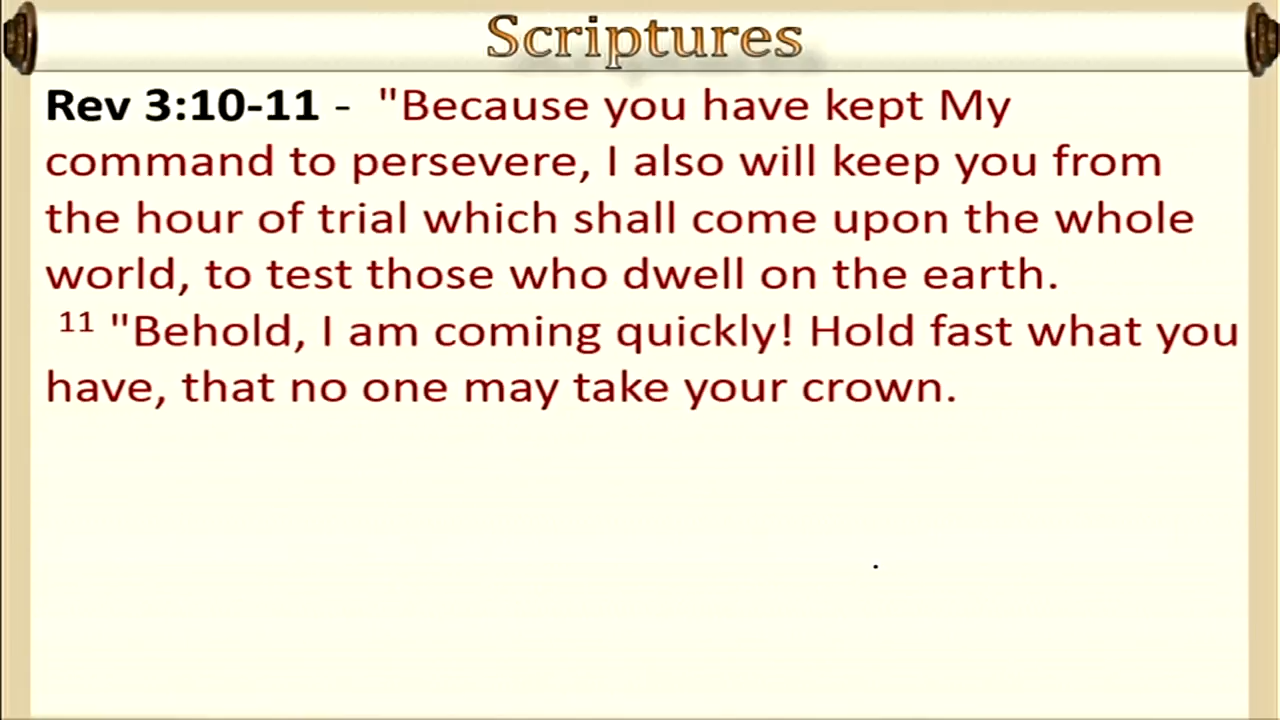 Scriptures
Rev 3:10-11 - "Because you have kept My
command to persevere, I also will keep you from
the hour of trial which shall come upon the whole
world, to test those who dwell on the earth.
11 "Behold, I am coming quickly! Hold fast what you
have, that no one may take your crown.
.